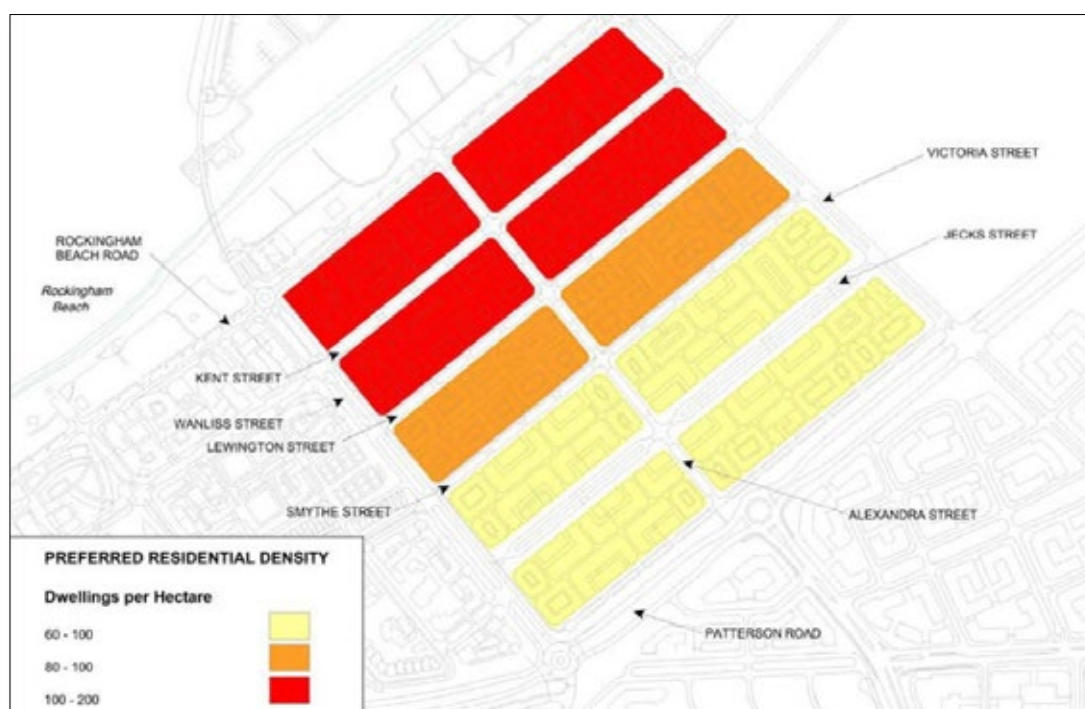 VICTORIA STREET
JECKS STREET
ROCKINGHAM
BEACH ROAD
Rockingham
Beach
KENT STREET
WANLISS STREET
LEWINGTON STREET
SMYTHE STREET
ALEXANDRA STREET
PATTERSON ROAD
PREFERRED RESIDENTIAL DENSITY
Dwellings per Hectare
60 - 100
80 - 100
100 - 200